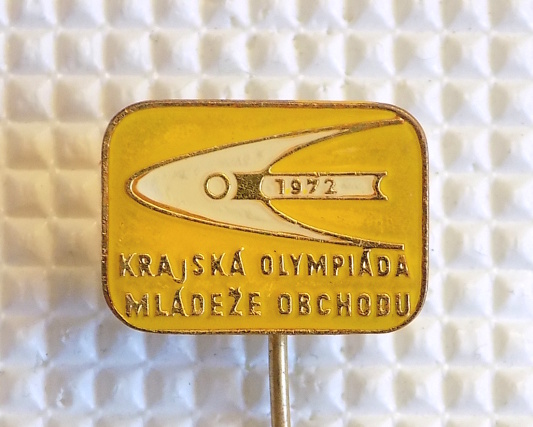 1972
KRAJSKÁ OLYMPIÁDA
MLÁDEŽE OBCHODU